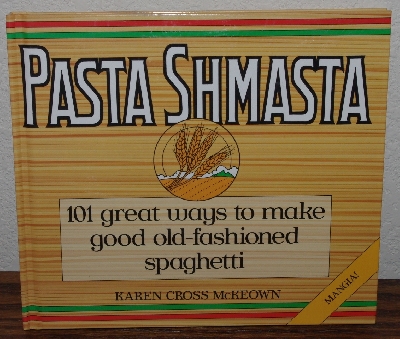 PASTA SHMASTA
101 great ways to make
good old-fashioned
spaghetti
KAREN CROSS McKEOWN
MANGIA!